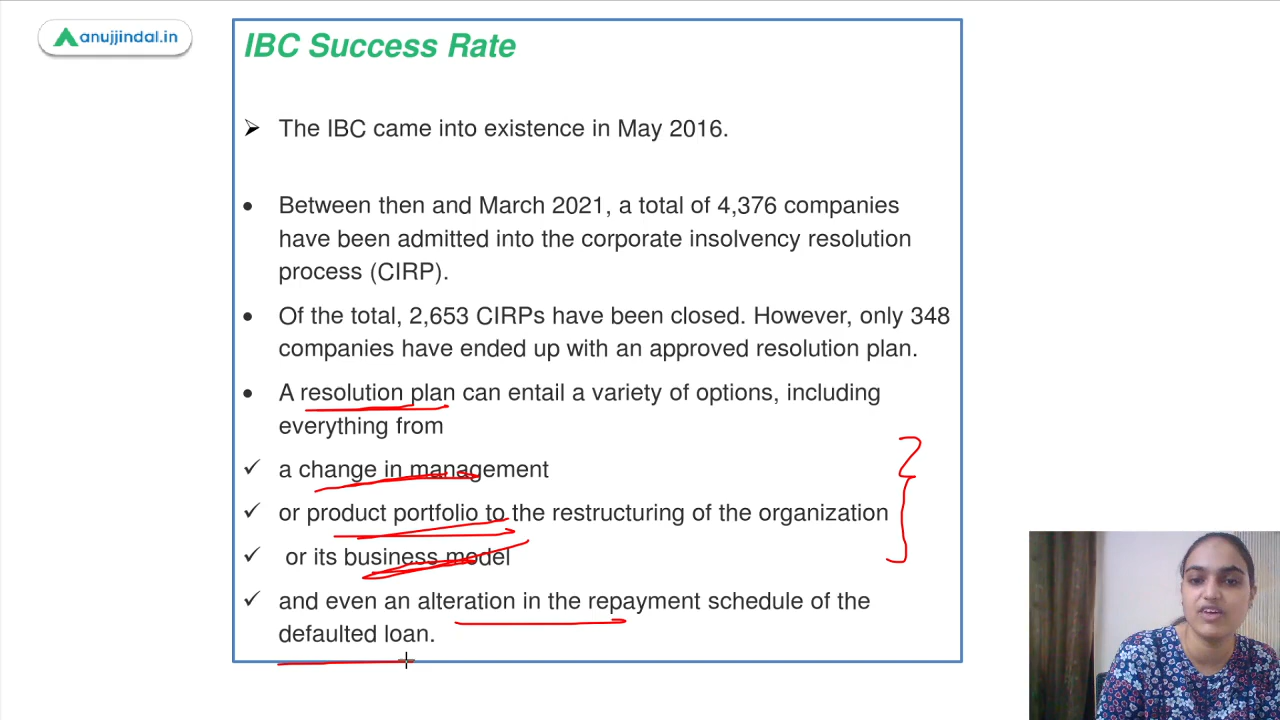 anujjindal.in
IBC Success Rate
➢ The IBC came into existence in May 2016.
• Between then and March 2021, a total of 4,376 companies
have been admitted into the corporate insolvency resolution
process (CIRP).
• Of the total, 2,653 CIRPs have been closed. However, only 348
companies have ended up with an approved resolution plan.
• A resolution plan can entail a variety of options, including
everything from
✓ a change in management
✓ or product portfolio to the restructuring of the organization
✓ or its business model
✓ and even an alteration in the repayment schedule of the
defaulted loan.